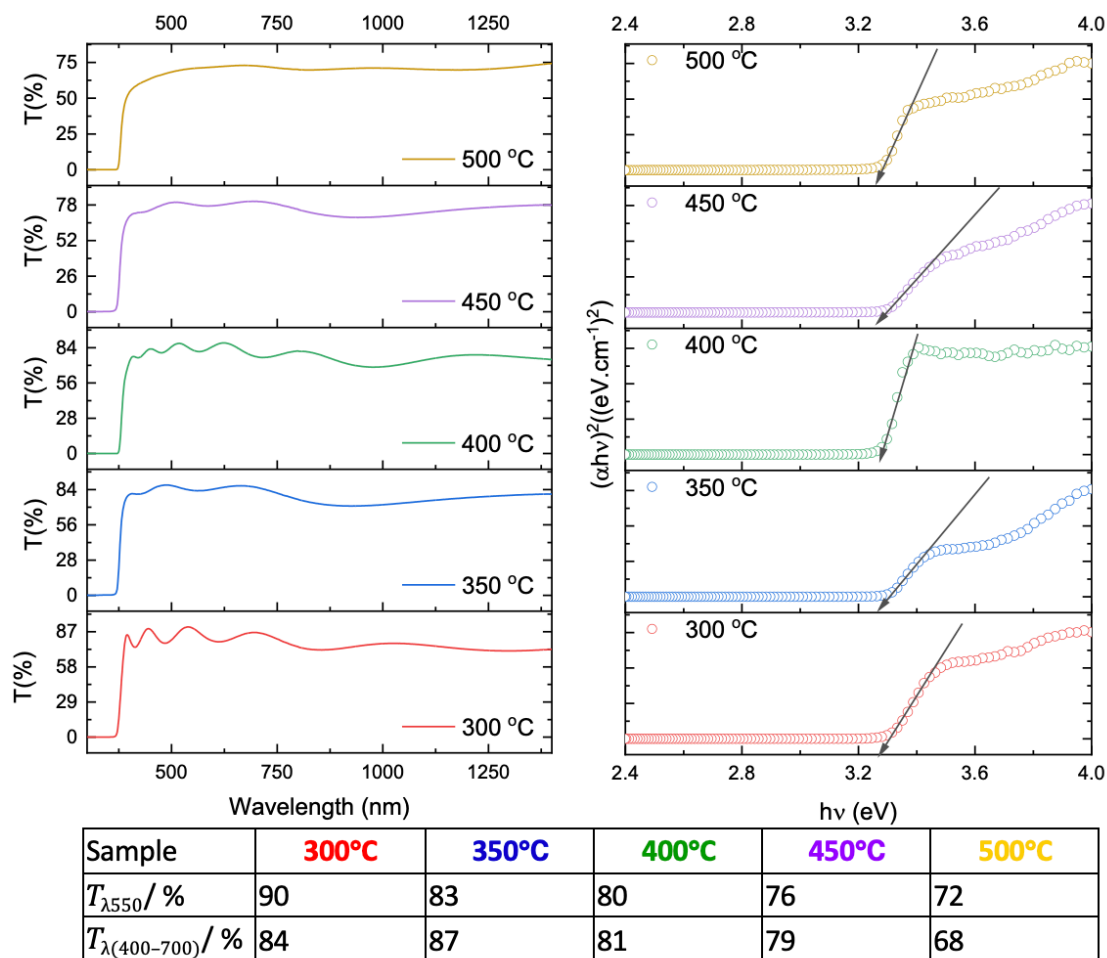 500 750 1000 1250
2.4 2.8 3.2 3.6 4.0
T(%)
75
50
25
0
500 °C
T(%)
78
52
26
0
450 °C
T(%)
84
56
28
0
400 °C
T(%)
84
56
28
0
350 °C
T(%)
87
58
29
0
300 °C
500 750 1000 1250
Wavelength (nm)
(αhν)²((eV.cm⁻¹)²)
500 °C
450 °C
400 °C
350 °C
300 °C
2.4 2.8 3.2 3.6 4.0
hν (eV)
Sample 300°C 350°C 400°C 450°C 500°C
Tλ550/ % 90 83 80 76 72
Tλ(400–700)/ % 84 87 81 79 68